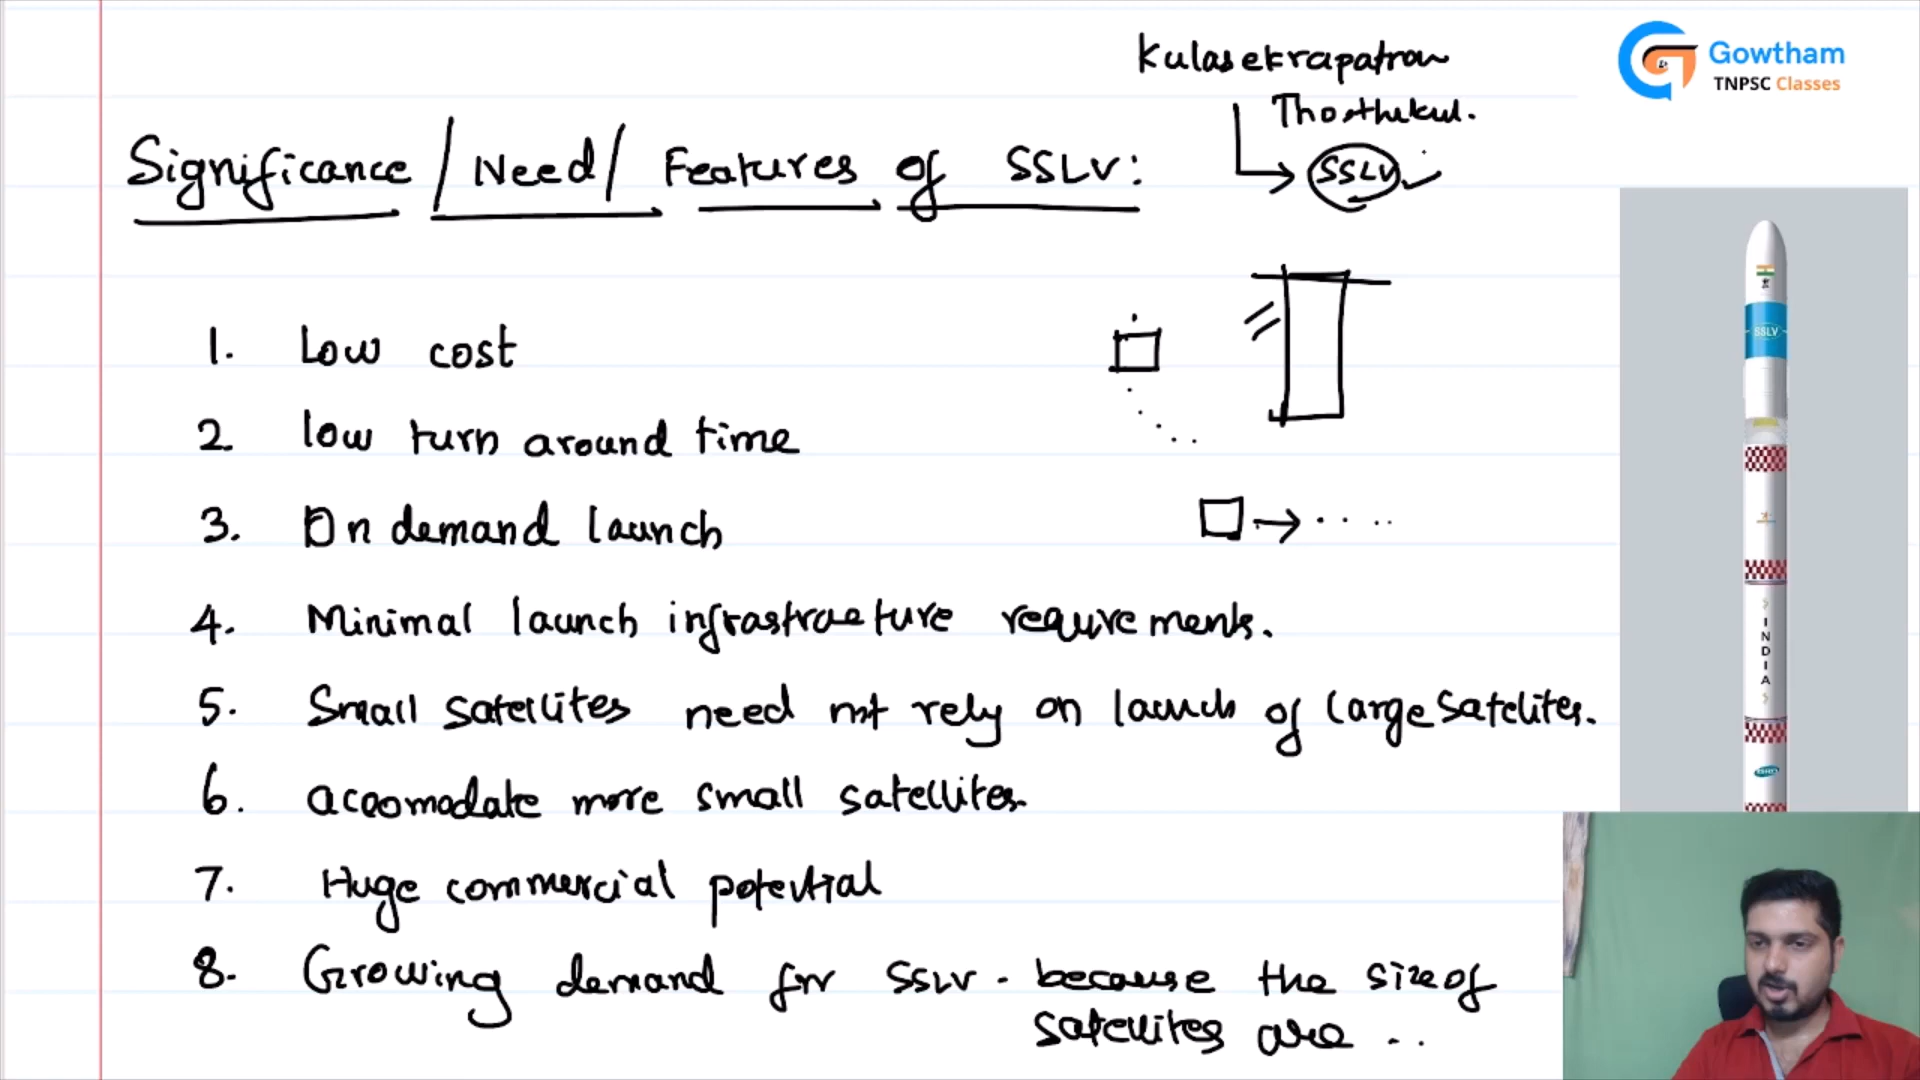 Kulasekrapatnam
Thoothukud.
SSLV
Gowtham
TNPSC Classes
Significance / Need / Features of SSLV:
1. Low cost
2. low turn around time
3. On demand launch
4. Minimal launch infrastructure requirements.
5. Small satellites need not rely on launch of large satellites.
6. accomodate more small satellites.
7. Huge commercial potential
8. Growing demand for SSLV - because the size of
satellites are ..
SSLV
INDIA